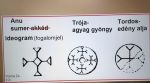 Anu
sumer-akkád-
ideogram (fogalomjel)
Trója-
agyag gyöngy
Tordos-
edény alja